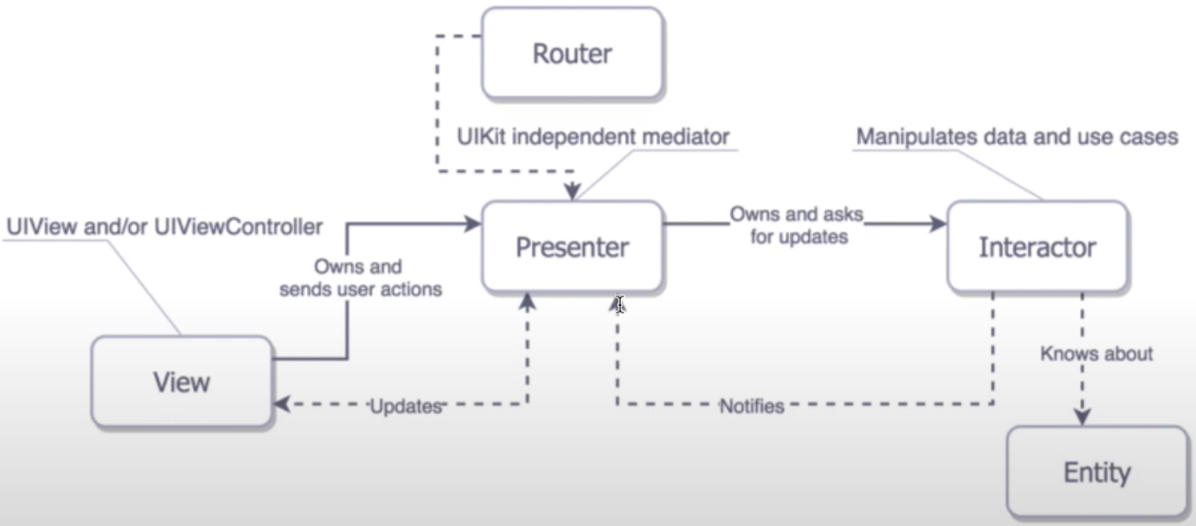 Router
UIKit independent mediator
Manipulates data and use cases
UIView and/or UIViewController
Owns and asks
for updates
Presenter
Interactor
Owns and
sends user actions
View
Knows about
Updates
Notifies
Entity